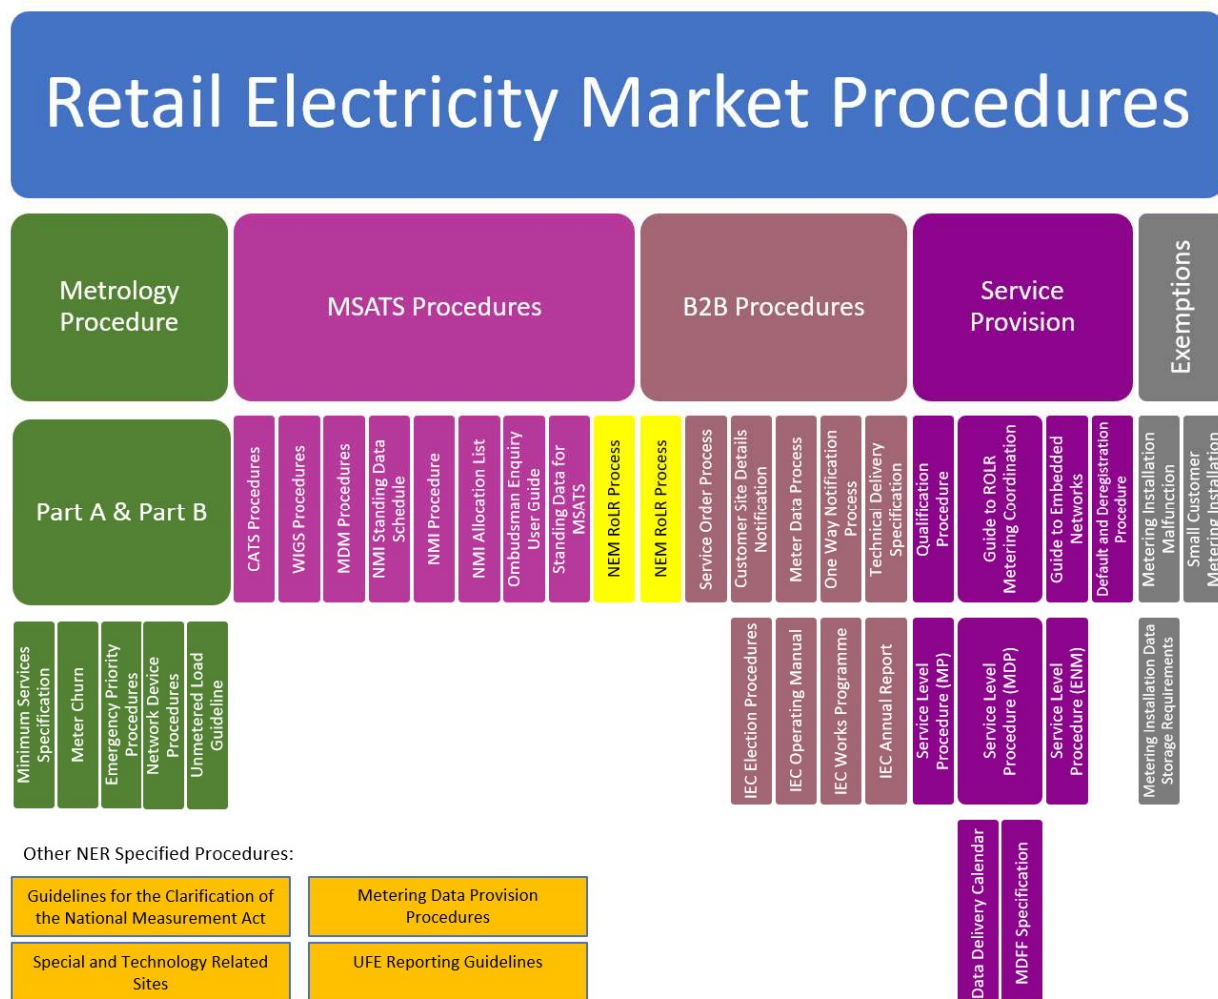 Retail Electricity Market Procedures
Metrology
Procedure
MSATS Procedures
B2B Procedures
Service
Provision
Exemptions
Part A & Part B
CATS Procedures
WIGS Procedures
MDM Procedures
NMI Standing Data
Schedule
NMI Procedure
NMI Allocation List
Ombudsman Enquiry
User Guide
Standing Data for
MSATS
NEM RoLR Process
NEM RoLR Process
Service Order Process
Customer Site Details
Notification
Meter Data Process
One Way Notification
Process
Technical Delivery
Specification
Qualification
Procedure
Guide to ROLR
Metering Coordination
Guide to Embedded
Networks
Default and Deregistration
Procedure
Metering Installation
Malfunction
Small Customer
Metering Installation
Minimum Services
Specification
Meter Churn
Emergency Priority
Procedures
Network Device
Procedures
Unmetered Load
Guideline
IEC Election Procedures
IEC Operating Manual
IEC Works Programme
IEC Annual Report
Service Level
Procedure (MP)
Service Level
Procedure (MDP)
Service Level
Procedure (ENM)
Metering Installation Data
Storage Requirements
Data Delivery Calendar
MDFF Specification
Other NER Specified Procedures:
Guidelines for the Clarification of
the National Measurement Act
Metering Data Provision
Procedures
Special and Technology Related
Sites
UFE Reporting Guidelines